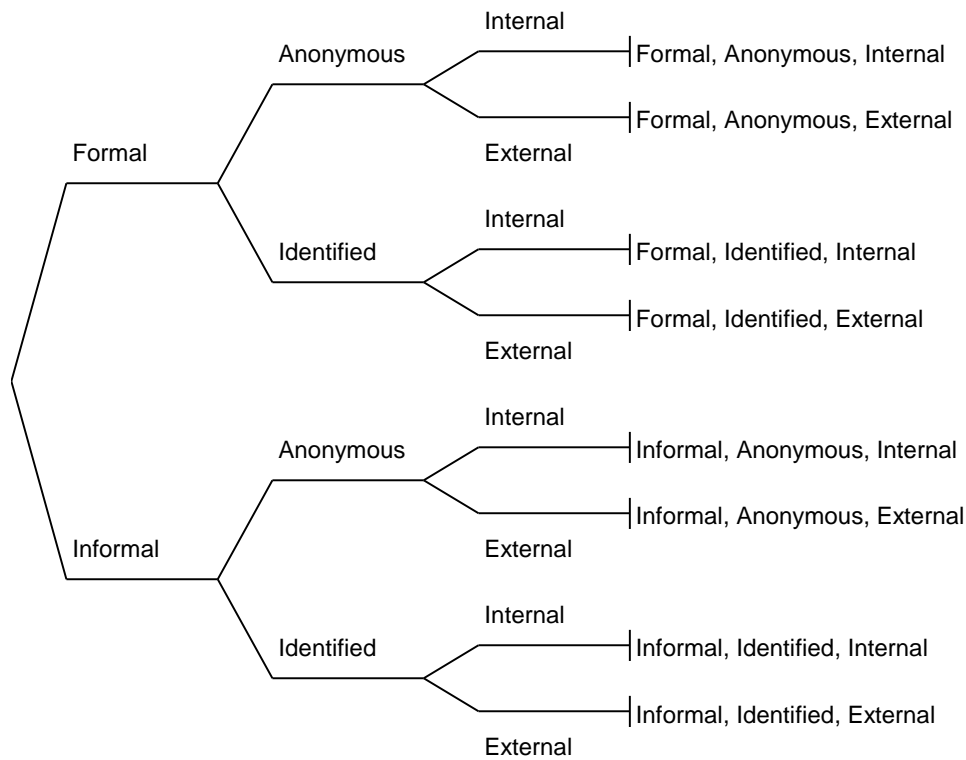 Internal
Anonymous
Formal, Anonymous, Internal
Formal, Anonymous, External
Formal
External
Internal
Identified
Formal, Identified, Internal
Formal, Identified, External
External
Internal
Anonymous
Informal, Anonymous, Internal
Informal, Anonymous, External
Informal
External
Internal
Identified
Informal, Identified, Internal
Informal, Identified, External
External